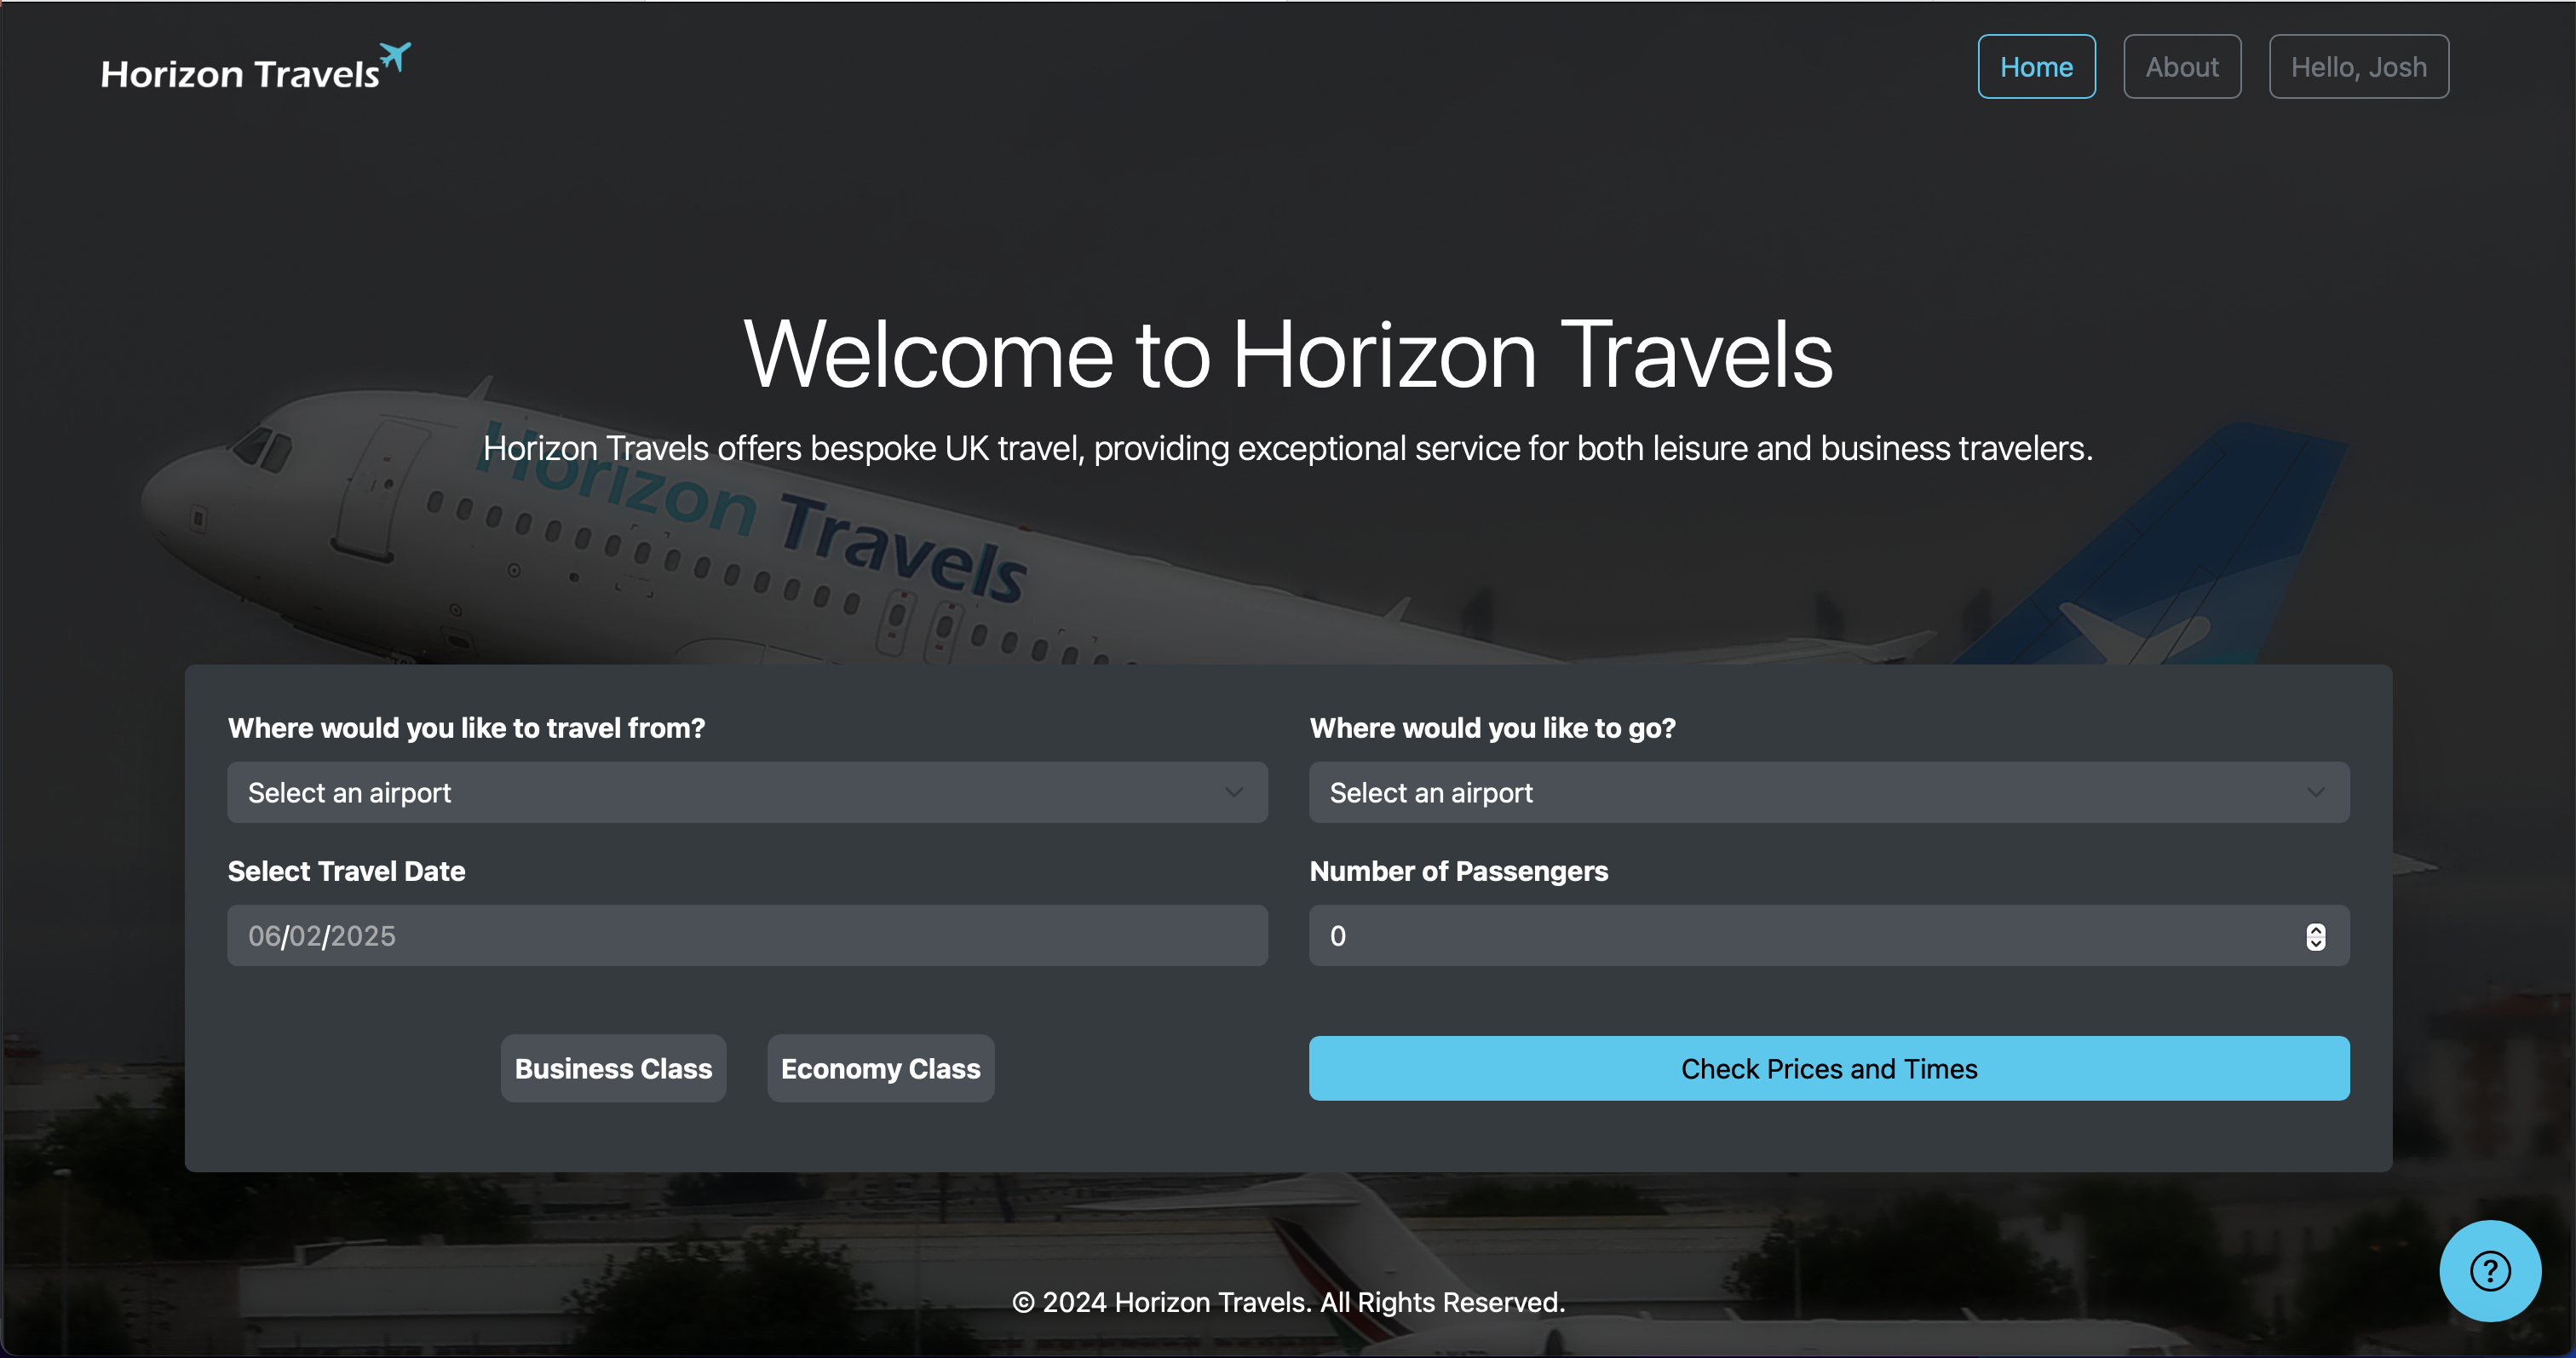 Horizon Travels
Home
About
Hello, Josh
Welcome to Horizon Travels
Horizon Travels offers bespoke UK travel, providing exceptional service for both leisure and business travelers.
Horizon Travels
Where would you like to travel from?
Where would you like to go?
Select an airport
Select an airport
Select Travel Date
Number of Passengers
06/02/2025
0
Business Class
Economy Class
Check Prices and Times
© 2024 Horizon Travels. All Rights Reserved.
?